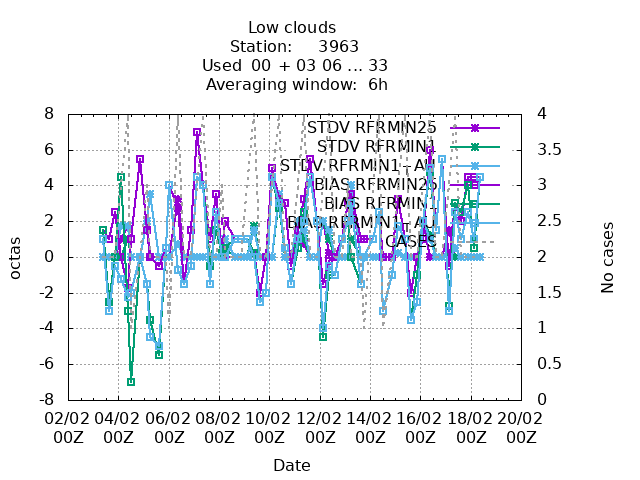 Low clouds
Station: 3963
Used 00 + 03 06 ... 33
Averaging window: 6h
8 4
6 3.5
4 3
2 2.5
0 2
-2 1.5
-4 1
-6 0.5
-8 0
octas
No cases
STDV RFRMIN25
STDV RFRMIN1
STDV RFRMIN1+A
BIAS RFRMIN25
BIAS RFRMIN1
BIAS RFRMIN1+A
CASES
02/02 04/02 06/02 08/02 10/02 12/02 14/02 16/02 18/02 20/02
00Z 00Z 00Z 00Z 00Z 00Z 00Z 00Z 00Z 00Z
Date